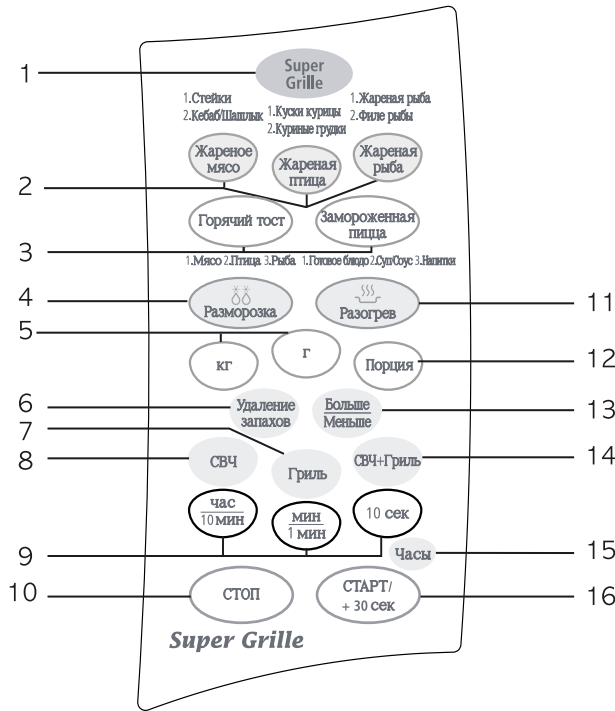 1
Super
Grille
1.Стейки
2.Кебаб/Шашлык
1.Куски курицы
2.Куриные грудки
1.Жареная рыба
2.Филе рыбы
Жареное
мясо
Жареная
птица
Жареная
рыба
2
Горячий тост
Замороженная
пицца
3
1.Мясо 2.Птица 3.Рыба
1.Готовое блюдо 2.Суп/Соус 3.Напитки
4
Разморозка
Разогрев
11
5
кг
г
Порция
12
6
Удаление
запахов
Больше
Меньше
13
7
8
СВЧ
Гриль
СВЧ+Гриль
14
час
10 мин
мин
1 мин
10 сек
9
Часы
15
10
СТОП
СТАРТ/
+ 30 сек
16
Super Grille